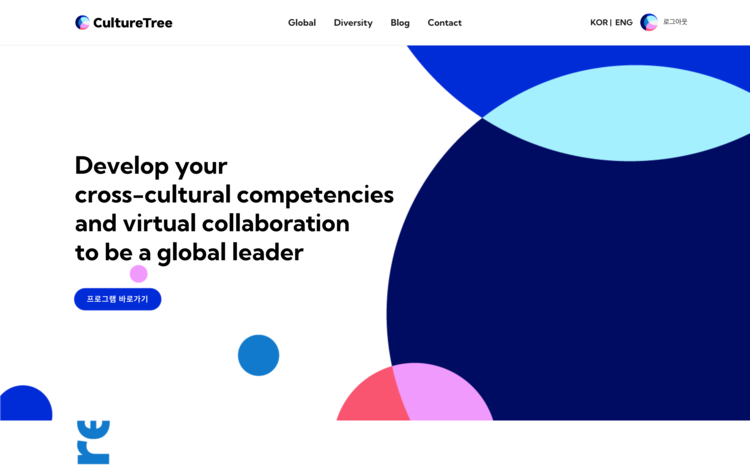 CultureTree
Global Diversity Blog Contact
KOR | ENG 로그아웃
Develop your
cross-cultural competencies
and virtual collaboration
to be a global leader
프로그램 바로가기
re